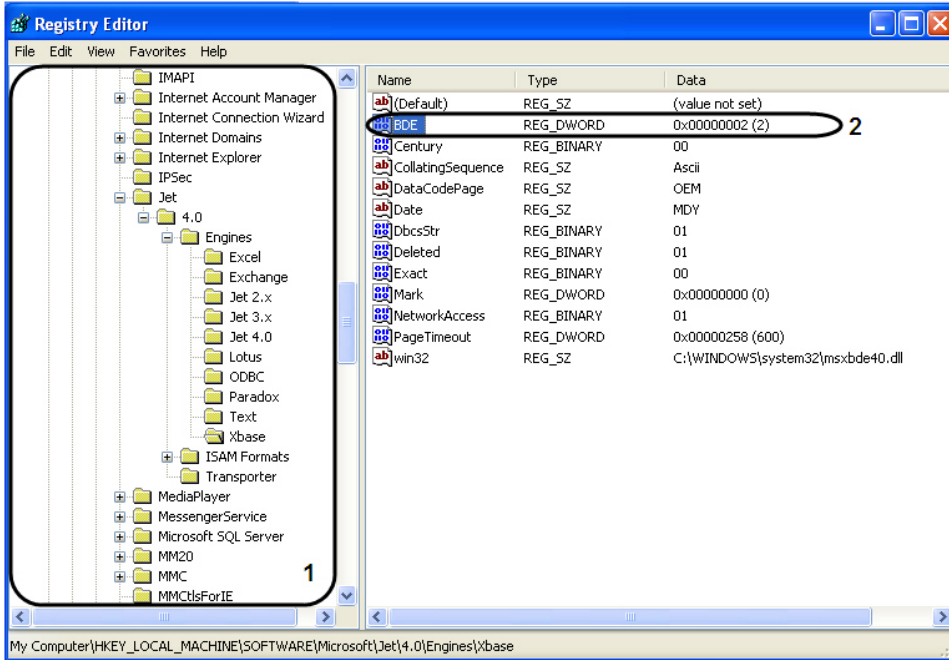 Registry Editor
File Edit View Favorites Help
IMAPI
Internet Account Manager
Internet Connection Wizard
Internet Domains
Internet Explorer
IPSec
Jet
4.0
Engines
Excel
Exchange
Jet 2.x
Jet 3.x
Jet 4.0
Lotus
ODBC
Paradox
Text
Xbase
ISAM Formats
Transporter
MediaPlayer
MessengerService
Microsoft SQL Server
MM20
MMC
MMCtlsForIE
1
Name Type Data
(Default) REG_SZ (value not set)
BDE REG_DWORD 0x00000002 (2) 2
Century REG_BINARY 00
CollatingSequence REG_SZ Ascii
DataCodePage REG_SZ OEM
Date REG_SZ MDY
DbcsStr REG_BINARY 01
Deleted REG_BINARY 01
Exact REG_BINARY 00
Mark REG_DWORD 0x00000000 (0)
NetworkAccess REG_BINARY 01
PageTimeout REG_DWORD 0x00000258 (600)
win32 REG_SZ C:\WINDOWS\system32\msxbde40.dll
My Computer\HKEY_LOCAL_MACHINE\SOFTWARE\Microsoft\Jet\4.0\Engines\Xbase